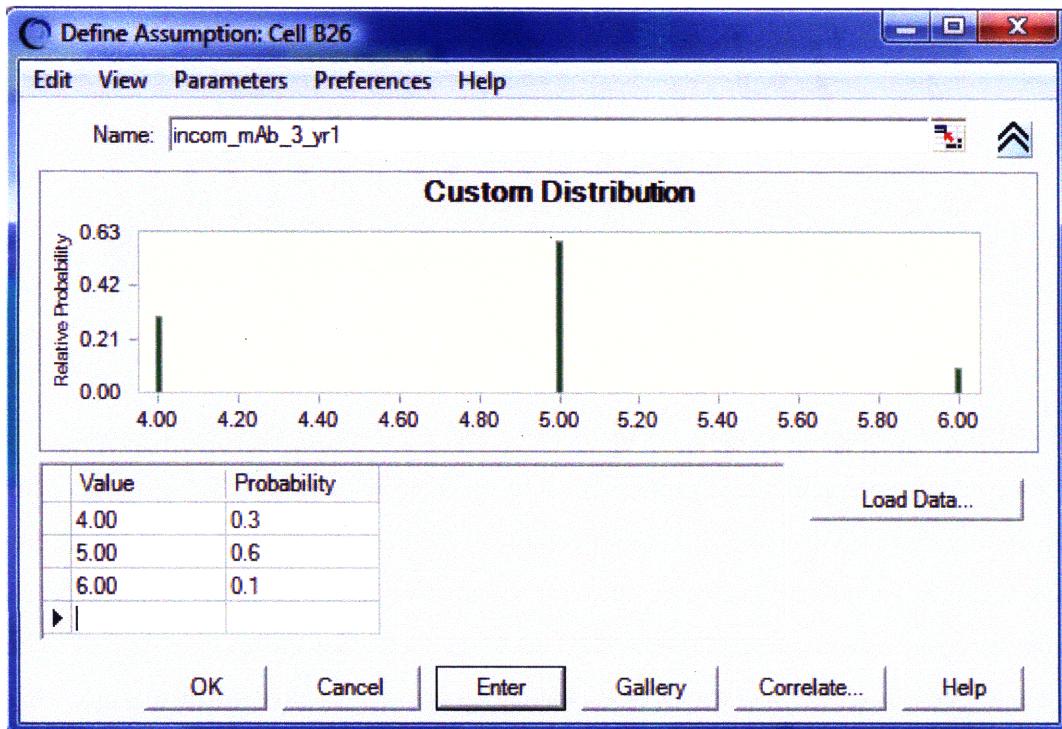 Define Assumption: Cell B26
Edit View Parameters Preferences Help
Name: incom_mAb_3_yr1
Custom Distribution
Relative Probability
0.63
0.42
0.21
0.00
4.00 4.20 4.40 4.60 4.80 5.00 5.20 5.40 5.60 5.80 6.00
Value Probability
4.00 0.3
5.00 0.6
6.00 0.1
Load Data...
OK Cancel Enter Gallery Correlate... Help